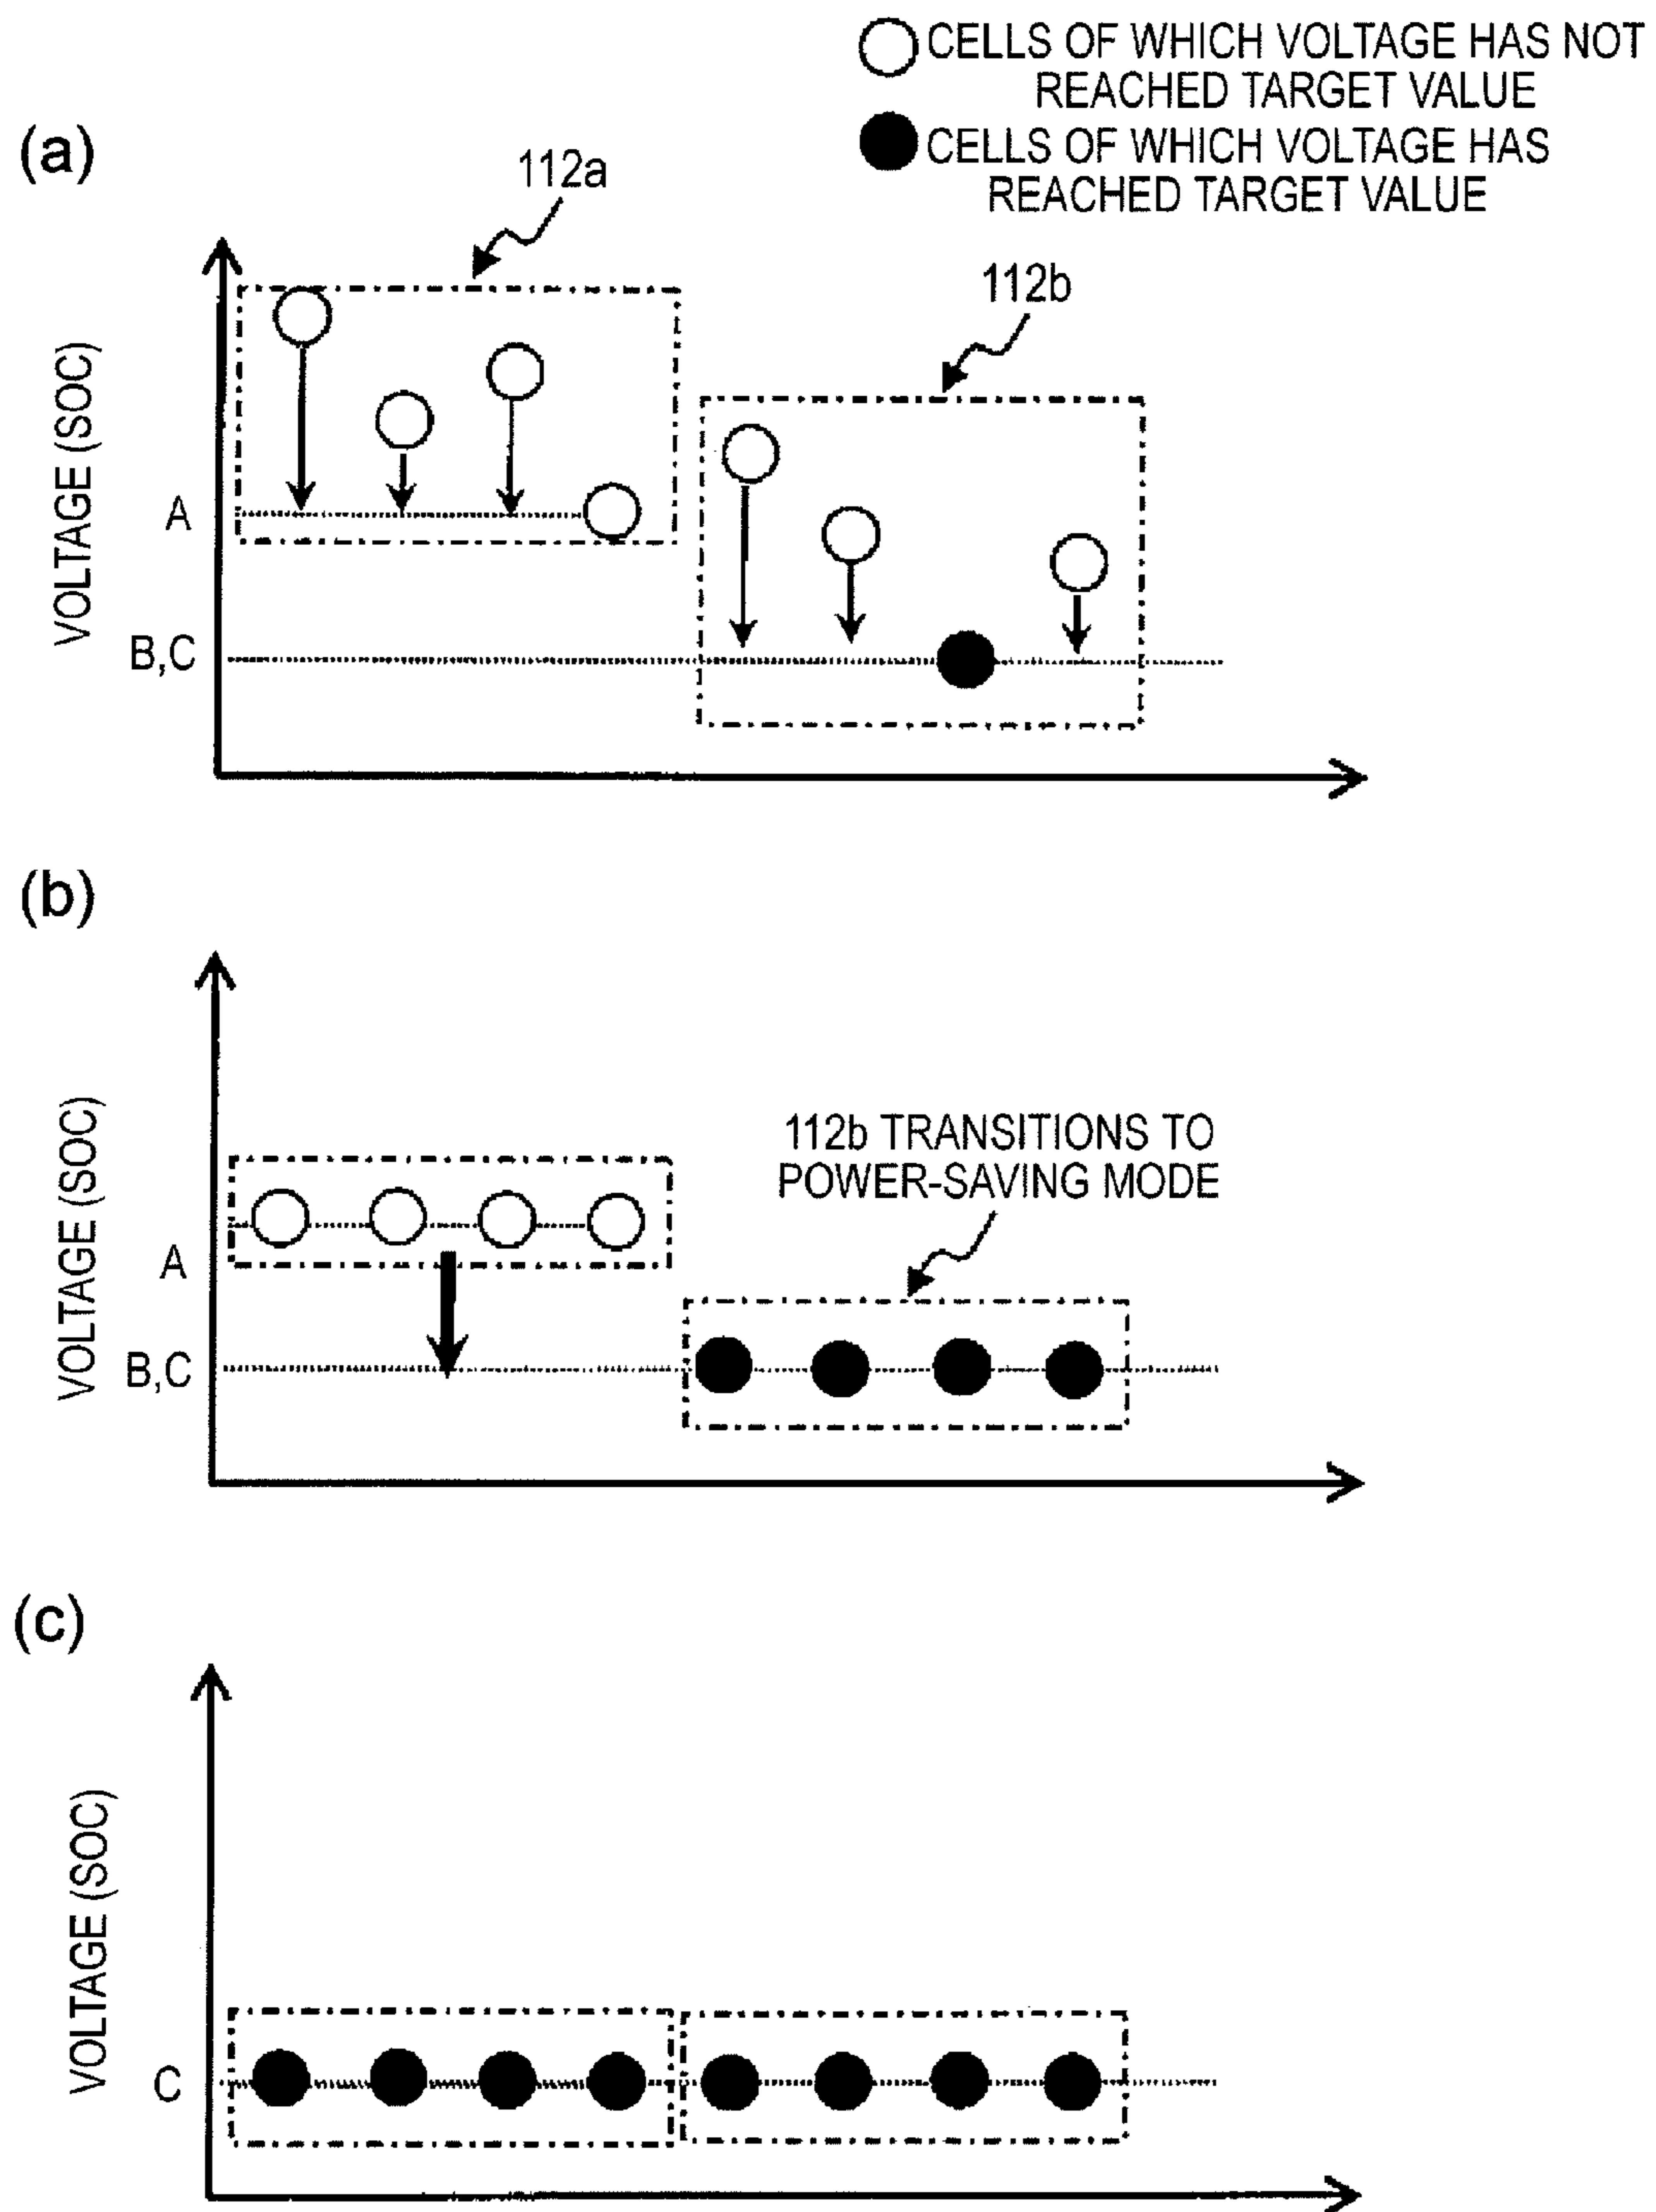 CELLS OF WHICH VOLTAGE HAS NOT
REACHED TARGET VALUE
CELLS OF WHICH VOLTAGE HAS
REACHED TARGET VALUE
(a)
112a
112b
VOLTAGE (SOC)
A
B,C
(b)
112b TRANSITIONS TO
POWER-SAVING MODE
VOLTAGE (SOC)
A
B,C
(c)
VOLTAGE (SOC)
C